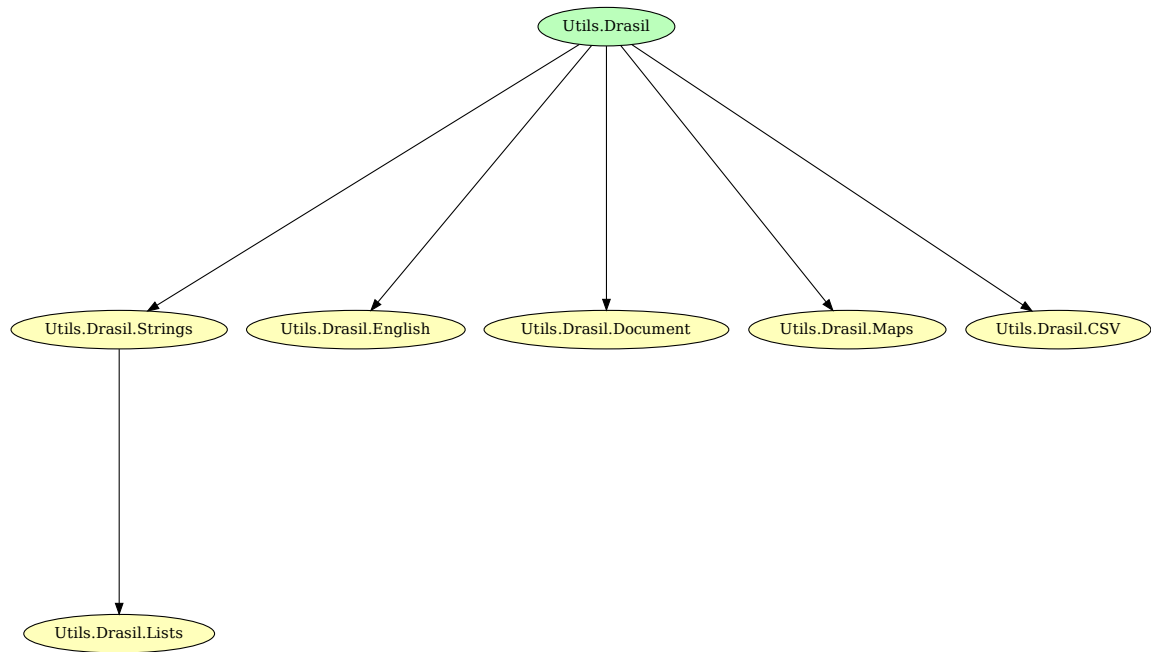 Utils.Drasil
Utils.Drasil.Strings
Utils.Drasil.English
Utils.Drasil.Document
Utils.Drasil.Maps
Utils.Drasil.CSV
Utils.Drasil.Lists